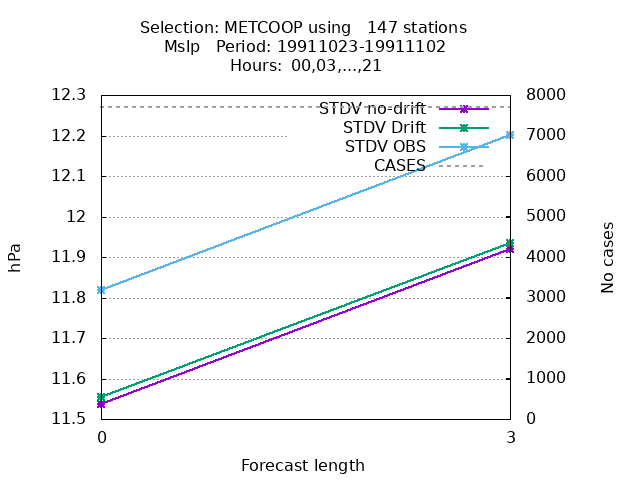 Selection: METCOOP using   147 stations
Mslp   Period: 19911023-19911102
Hours:  00,03,...,21
12.3
12.2
12.1
12
11.9
11.8
11.7
11.6
11.5
8000
7000
6000
5000
4000
3000
2000
1000
0
STDV no-drift
STDV Drift
STDV OBS
CASES
hPa
No cases
0
3
Forecast length